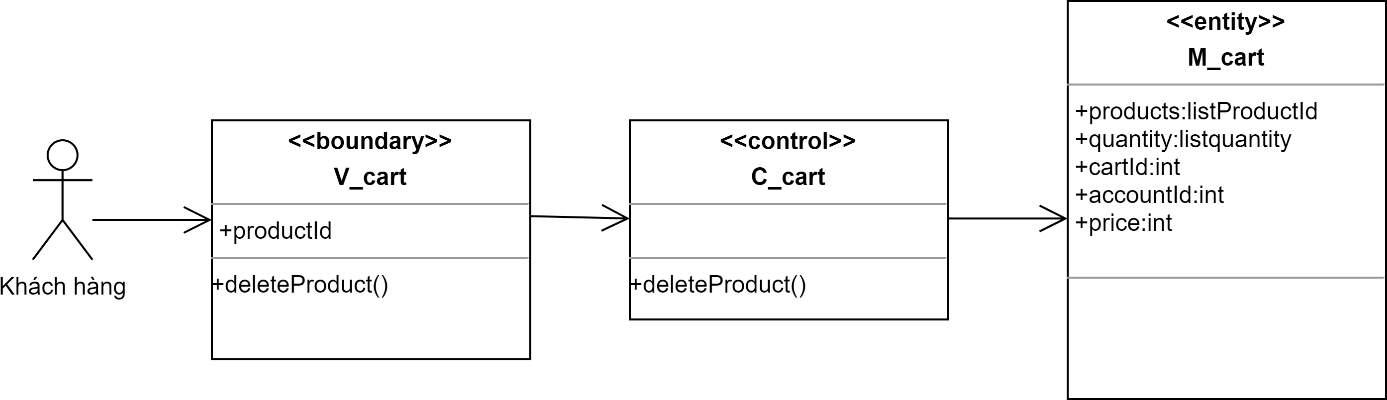 Khách hàng
<<boundary>>
V_cart
+productId
+deleteProduct()
<<control>>
C_cart
+deleteProduct()
<<entity>>
M_cart
+products:listProductId
+quantity:listquantity
+cartId:int
+accountId:int
+price:int